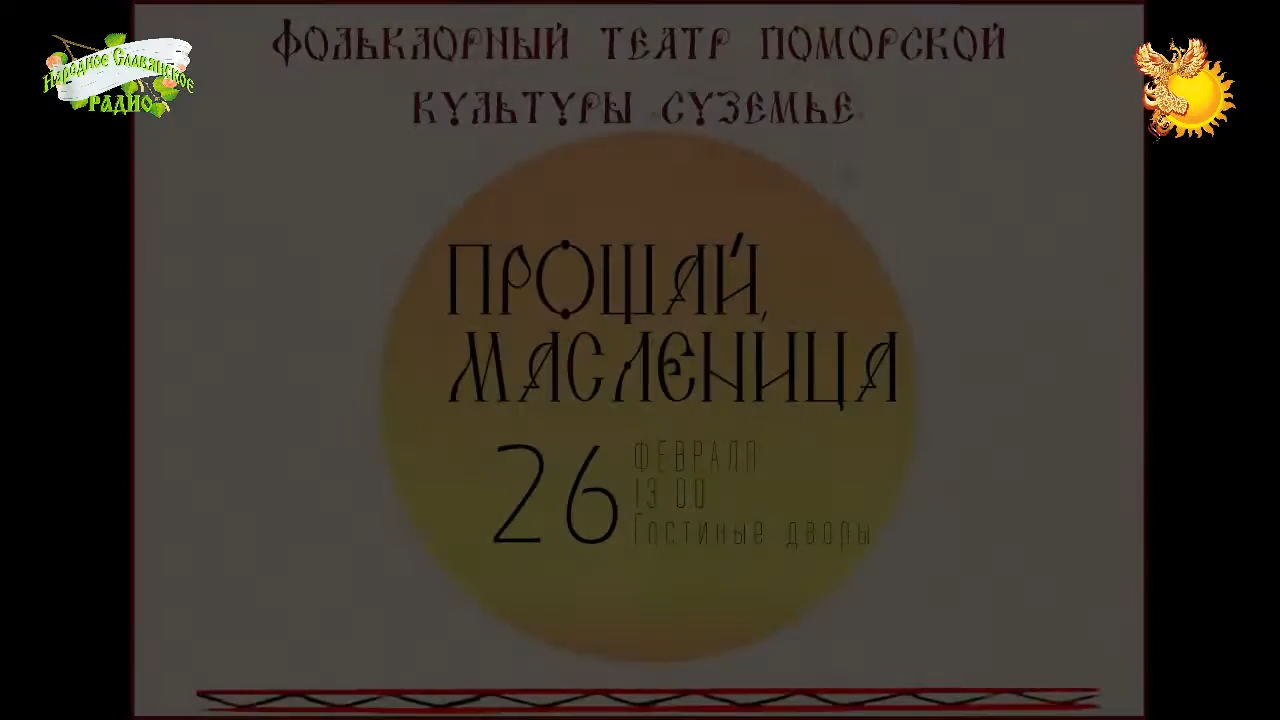 Народное Славянское
РАДИО
ФОЛЬКЛОРНЫЙ ТЕАТР ПОМОРСКОЙ
КУЛЬТУРЫ СУЗЕМЬЕ
ПРОЩАЙ,
МАСЛЕНИЦА
26
ФЕВРАЛЯ
13 00
Гостиные дворы